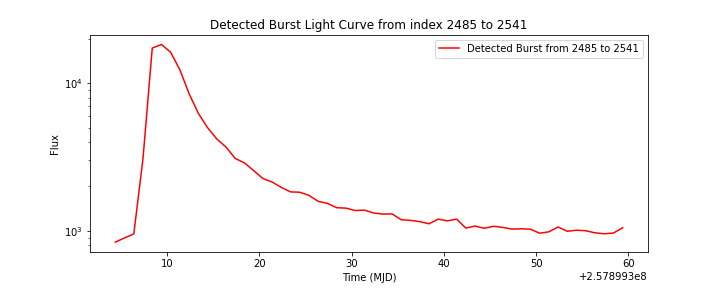 Detected Burst Light Curve from index 2485 to 2541
Detected Burst from 2485 to 2541
Flux
10^4
10^3
10 20 30 40 50 60
Time (MJD)
+2.578993e8